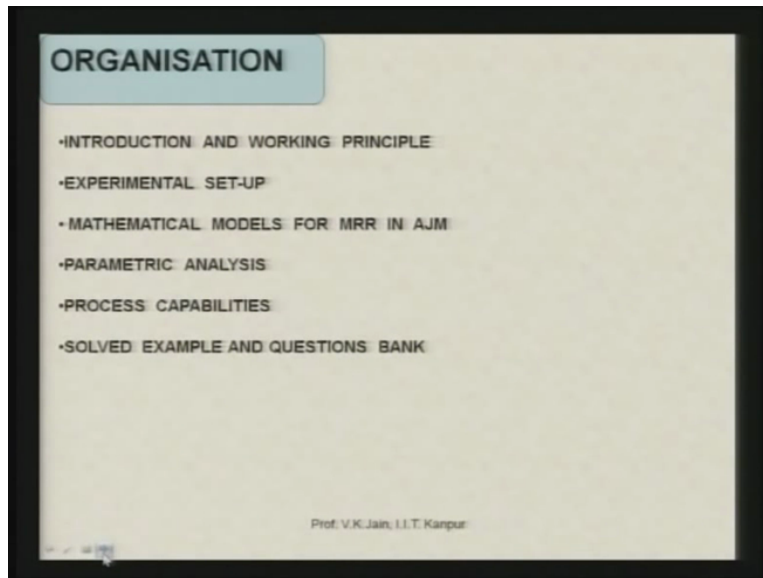 ORGANISATION
•INTRODUCTION AND WORKING PRINCIPLE
•EXPERIMENTAL SET-UP
• MATHEMATICAL MODELS FOR MRR IN AJM
•PARAMETRIC ANALYSIS
•PROCESS CAPABILITIES
•SOLVED EXAMPLE AND QUESTIONS BANK
Prof. V.K.Jain, I.I.T. Kanpur